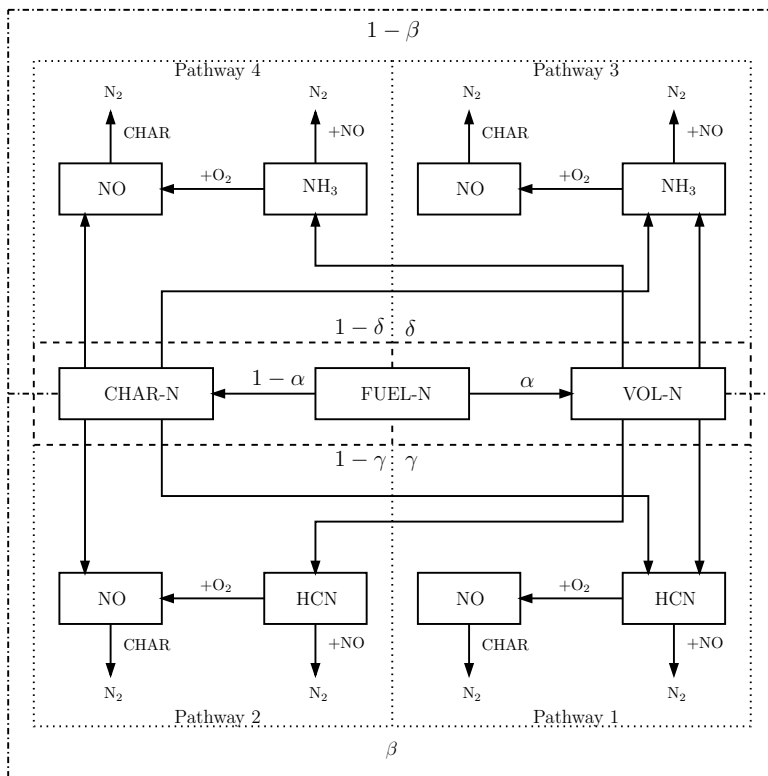 1 − β
Pathway 4
Pathway 3
N₂
N₂
N₂
N₂
CHAR
+NO
CHAR
+NO
NO
+O₂
NH₃
NO
+O₂
NH₃
1 − δ
δ
CHAR-N
1 − α
FUEL-N
α
VOL-N
1 − γ
γ
NO
+O₂
HCN
NO
+O₂
HCN
CHAR
+NO
CHAR
+NO
N₂
N₂
N₂
N₂
Pathway 2
Pathway 1
β